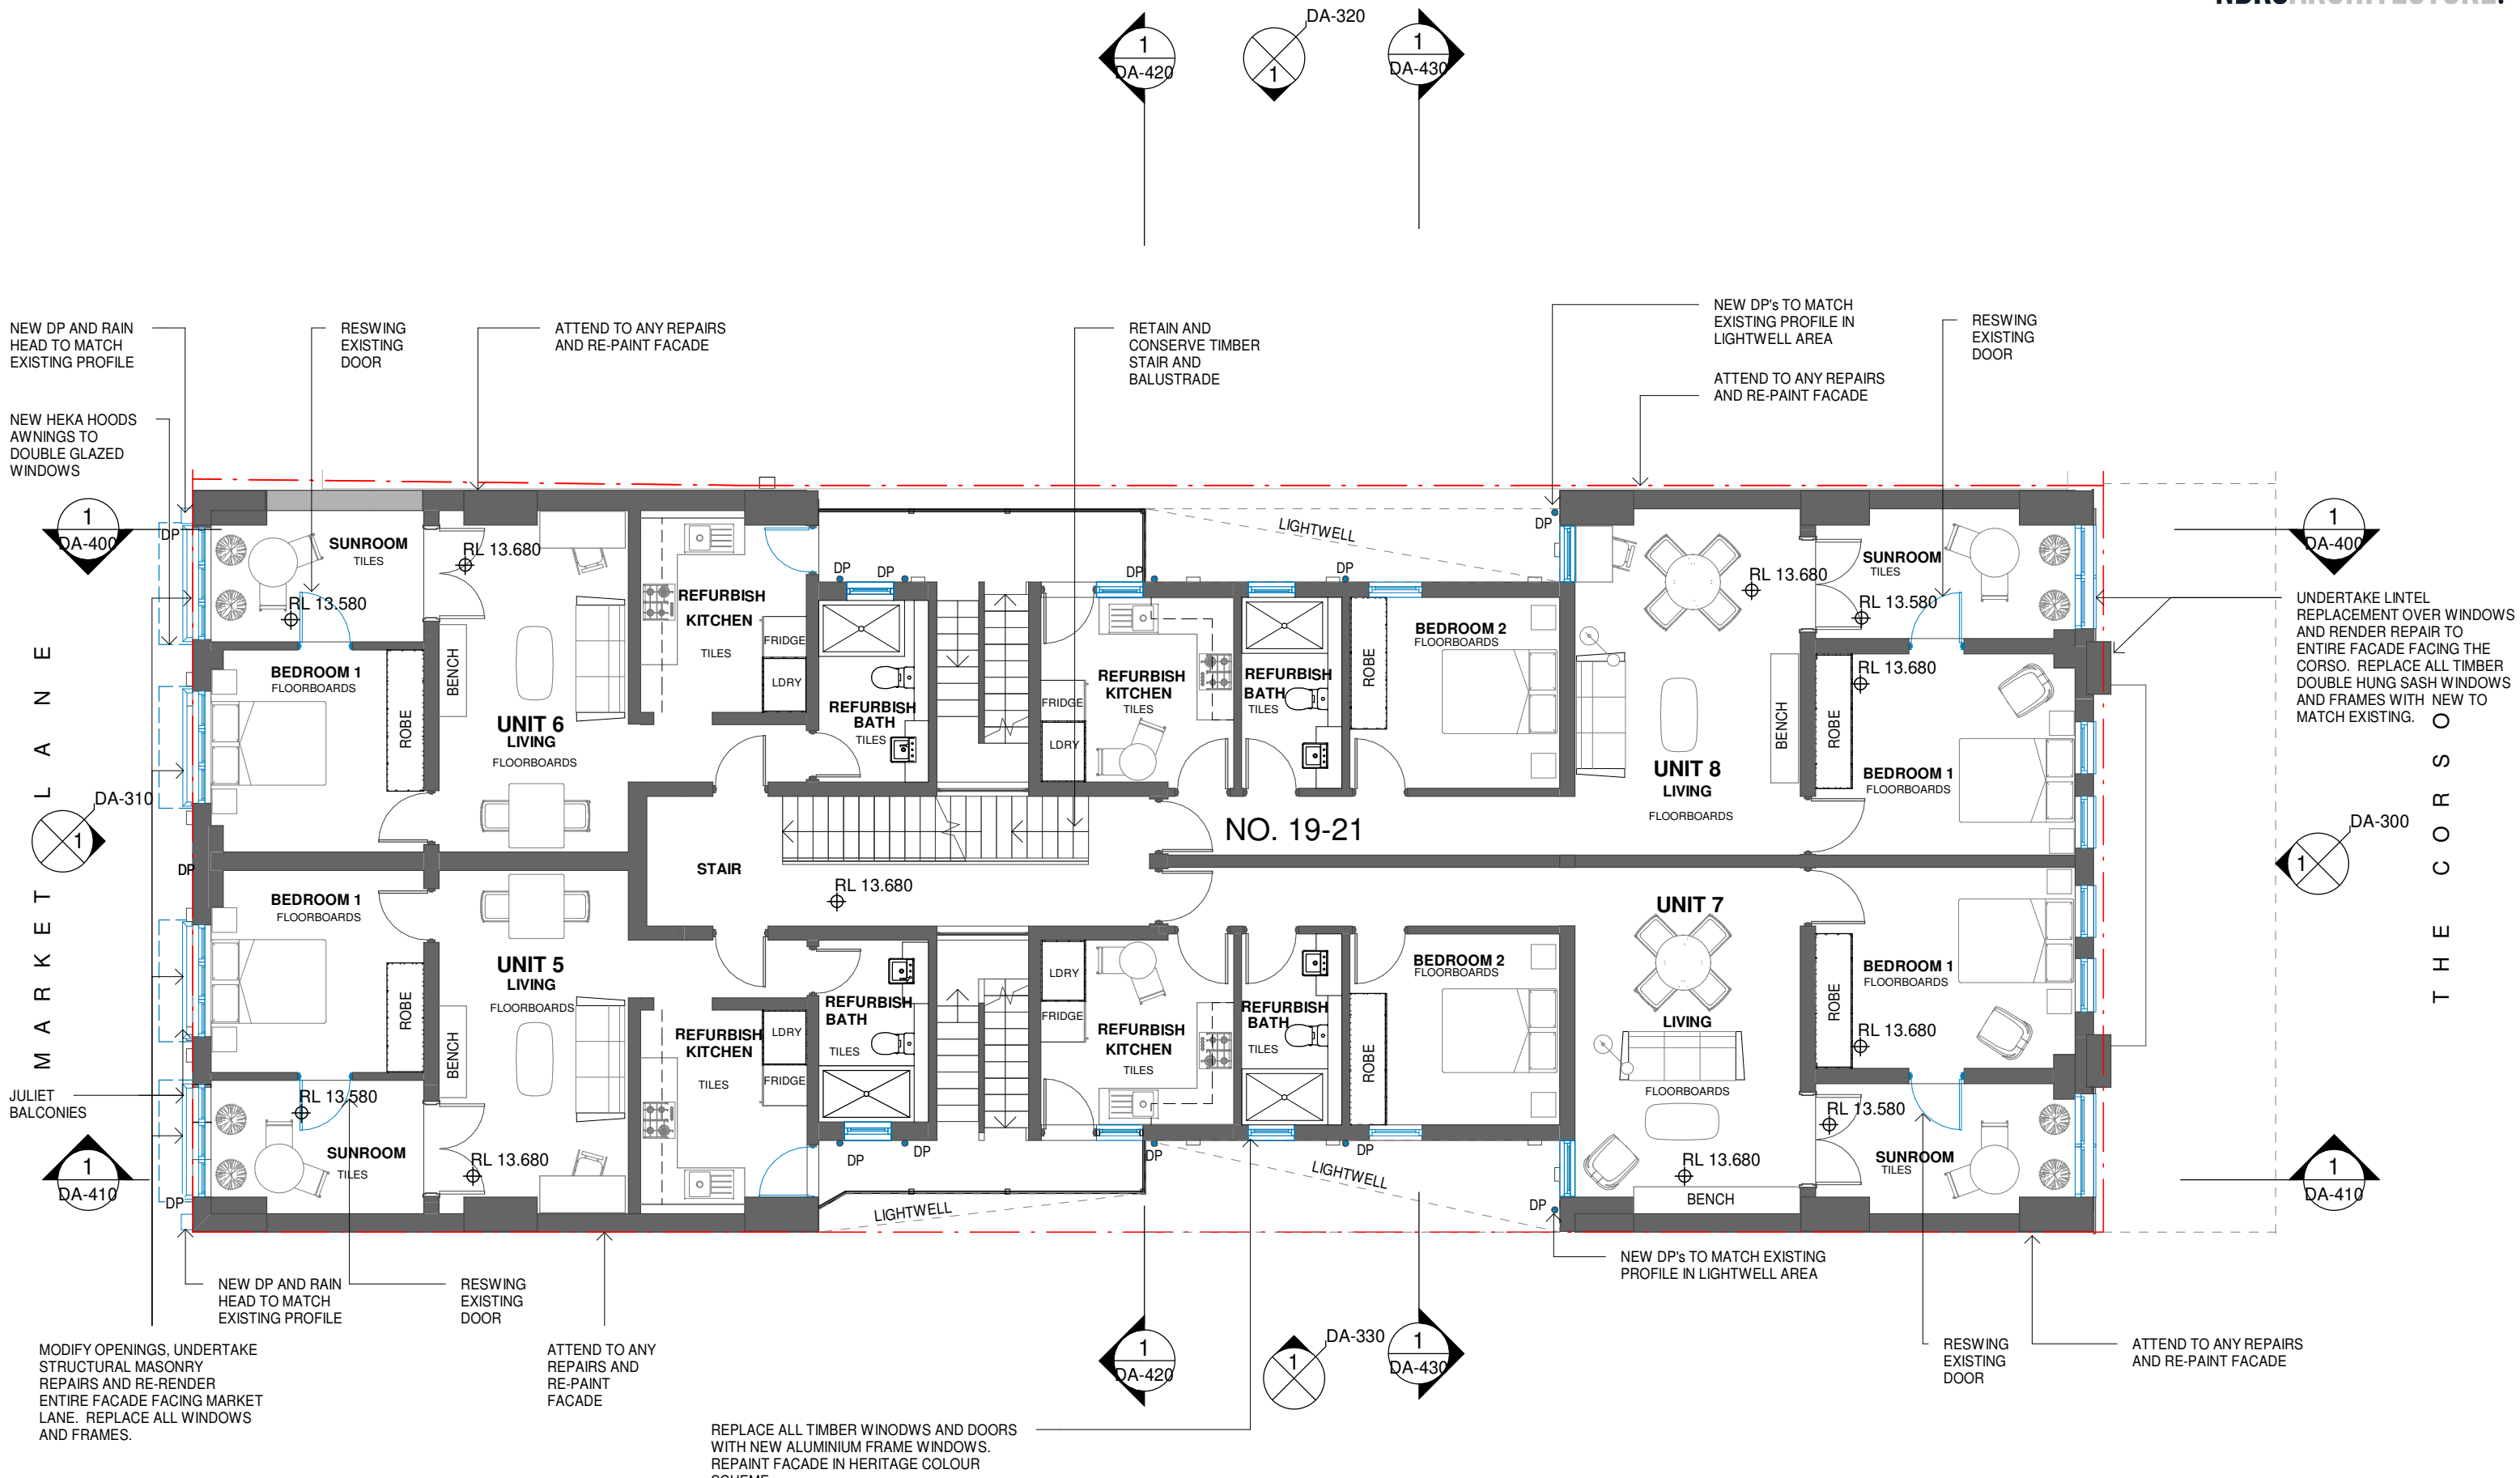 DA-320
1
DA-420
1
1
DA-430
NEW DP AND RAIN
HEAD TO MATCH
EXISTING PROFILE
RESWING
EXISTING
DOOR
ATTEND TO ANY REPAIRS
AND RE-PAINT FACADE
RETAIN AND
CONSERVE TIMBER
STAIR AND
BALUSTRADE
NEW DP's TO MATCH
EXISTING PROFILE IN
LIGHTWELL AREA
RESWING
EXISTING
DOOR
ATTEND TO ANY REPAIRS
AND RE-PAINT FACADE
NEW HEKA HOODS
AWNINGS TO
DOUBLE GLAZED
WINDOWS
1
DA-400
DP
SUNROOM
TILES
RL 13.680
RL 13.580
REFURBISH
KITCHEN
TILES
FRIDGE
LDRY
DP
DP
DP
DP
LIGHTWELL
DP
RL 13.680
SUNROOM
TILES
RL 13.580
1
DA-400
UNDERTAKE LINTEL
REPLACEMENT OVER WINDOWS
AND RENDER REPAIR TO
ENTIRE FACADE FACING THE
CORSO. REPLACE ALL TIMBER
DOUBLE HUNG SASH WINDOWS
AND FRAMES WITH NEW TO
MATCH EXISTING.
BEDROOM 1
FLOORBOARDS
ROBE
BENCH
UNIT 6
LIVING
FLOORBOARDS
REFURBISH
BATH
TILES
REFURBISH
KITCHEN
TILES
FRIDGE
LDRY
REFURBISH
BATH
TILES
ROBE
BEDROOM 2
FLOORBOARDS
UNIT 8
LIVING
FLOORBOARDS
BENCH
ROBE
RL 13.680
BEDROOM 1
FLOORBOARDS
MARKET LANE
DA-310
1
NO. 19-21
DA-300
1
THE CORSO
DP
STAIR
RL 13.680
BEDROOM 1
FLOORBOARDS
ROBE
BENCH
UNIT 5
LIVING
FLOORBOARDS
REFURBISH
KITCHEN
TILES
LDRY
FRIDGE
REFURBISH
BATH
TILES
LDRY
FRIDGE
REFURBISH
KITCHEN
TILES
REFURBISH
BATH
TILES
ROBE
BEDROOM 2
FLOORBOARDS
UNIT 7
LIVING
FLOORBOARDS
ROBE
BEDROOM 1
FLOORBOARDS
RL 13.680
JULIET
BALCONIES
RL 13.580
SUNROOM
TILES
RL 13.680
1
DA-410
DP
DP
DP
DP
DP
LIGHTWELL
LIGHTWELL
DP
RL 13.680
BENCH
RL 13.580
SUNROOM
TILES
1
DA-410
NEW DP AND RAIN
HEAD TO MATCH
EXISTING PROFILE
RESWING
EXISTING
DOOR
NEW DP's TO MATCH EXISTING
PROFILE IN LIGHTWELL AREA
MODIFY OPENINGS, UNDERTAKE
STRUCTURAL MASONRY
REPAIRS AND RE-RENDER
ENTIRE FACADE FACING MARKET
LANE. REPLACE ALL WINDOWS
AND FRAMES.
ATTEND TO ANY
REPAIRS AND
RE-PAINT
FACADE
1
DA-420
DA-330
1
1
DA-430
RESWING
EXISTING
DOOR
ATTEND TO ANY REPAIRS
AND RE-PAINT FACADE
REPLACE ALL TIMBER WINODWS AND DOORS
WITH NEW ALUMINIUM FRAME WINDOWS.
REPAINT FACADE IN HERITAGE COLOUR